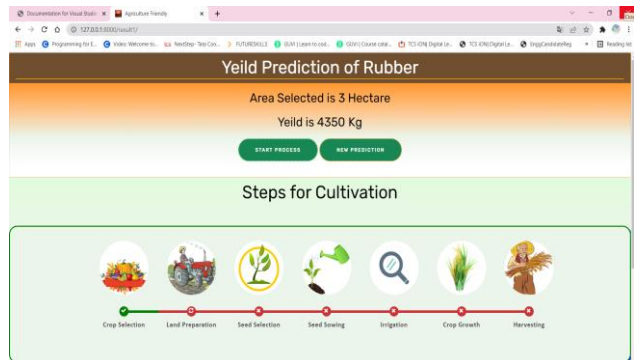 Documentation for Visual Studio
Agriculture Friendly
127.0.0.1:8000/result1/
Apps
Programming for E...
Video: Welcome to...
NextStep- Tata Con...
FUTURESKILLS
GUVI | Learn to cod...
GUVI | Course catal...
TCS iON| Digital Le...
TCS iON|Digital Le...
EnggCandidateReg
Reading list
Yeild Prediction of Rubber
Area Selected is 3 Hectare
Yeild is 4350 Kg
START PROCESS
NEW PREDICTION
Steps for Cultivation
Crop Selection
Land Preparation
Seed Selection
Seed Sowing
Irrigation
Crop Growth
Harvesting